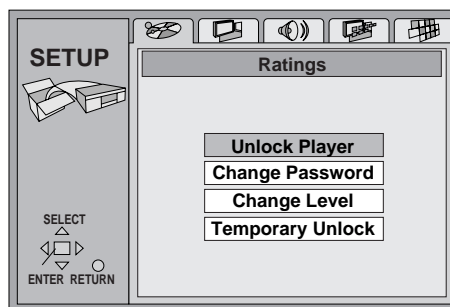 SETUP
Ratings
Unlock Player
Change Password
Change Level
Temporary Unlock
SELECT
ENTER RETURN